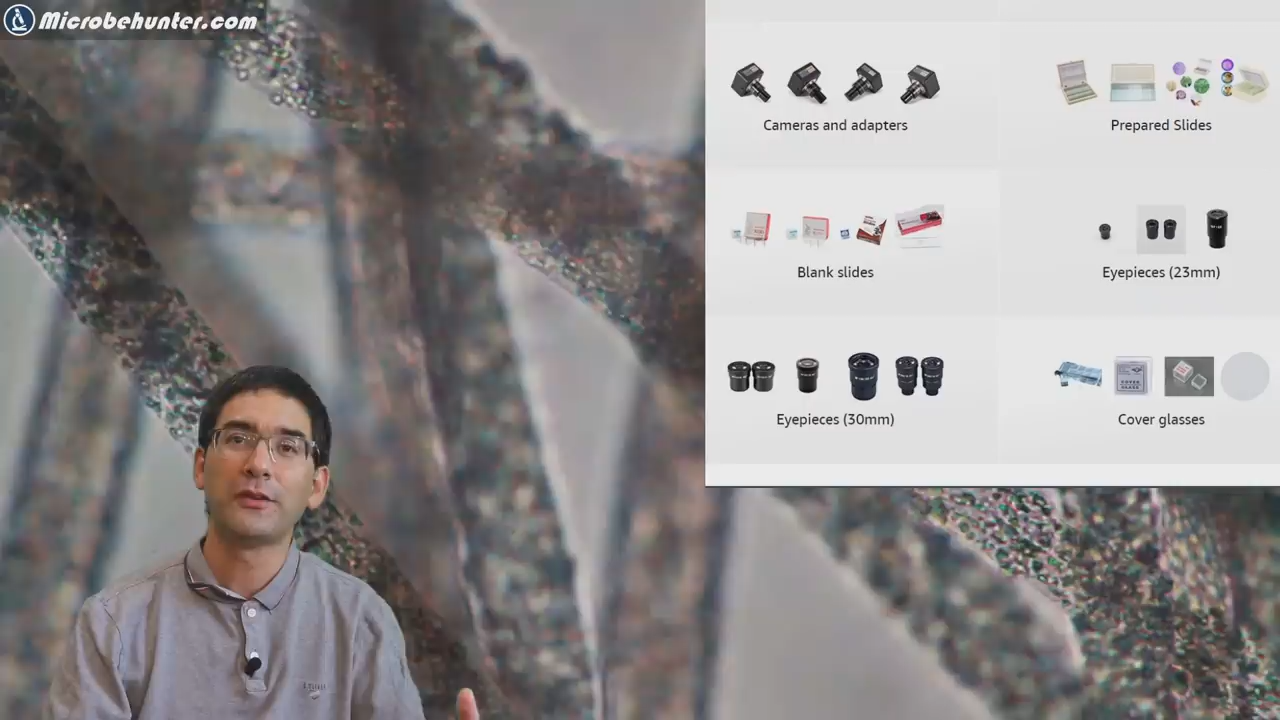 Microbehunter.com
Cameras and adapters
Prepared Slides
Blank slides
Eyepieces (23mm)
Eyepieces (30mm)
Cover glasses